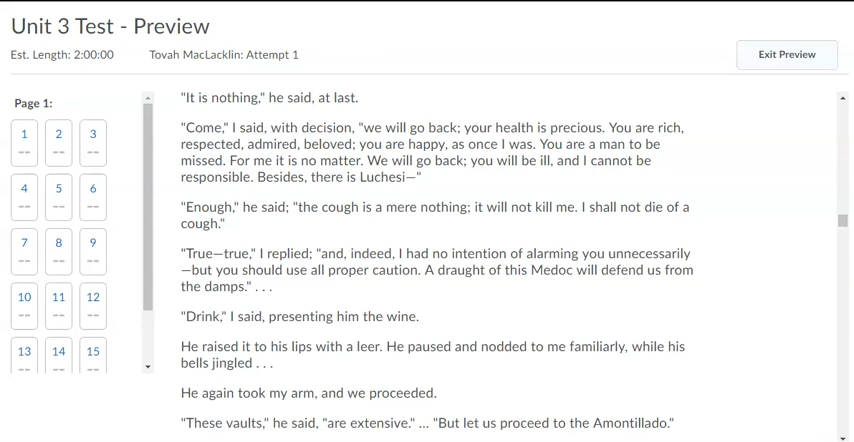 Unit 3 Test - Preview
Est. Length: 2:00:00 Tovah MacLacklin: Attempt 1
Exit Preview
Page 1:
1 2 3
-- -- --
4 5 6
-- -- --
7 8 9
-- -- --
10 11 12
-- -- --
13 14 15
-- -- --
"It is nothing," he said, at last.
"Come," I said, with decision, "we will go back; your health is precious. You are rich,
respected, admired, beloved; you are happy, as once I was. You are a man to be
missed. For me it is no matter. We will go back; you will be ill, and I cannot be
responsible. Besides, there is Luchesi—"
"Enough," he said; "the cough is a mere nothing; it will not kill me. I shall not die of a
cough."
"True—true," I replied; "and, indeed, I had no intention of alarming you unnecessarily
—but you should use all proper caution. A draught of this Medoc will defend us from
the damps." . . .
"Drink," I said, presenting him the wine.
He raised it to his lips with a leer. He paused and nodded to me familiarly, while his
bells jingled . . .
He again took my arm, and we proceeded.
"These vaults," he said, "are extensive." ... "But let us proceed to the Amontillado."